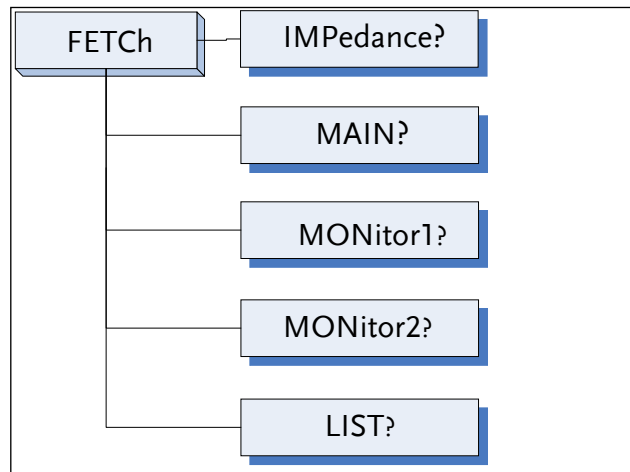 FETCh
IMPedance?
MAIN?
MONitor1?
MONitor2?
LIST?